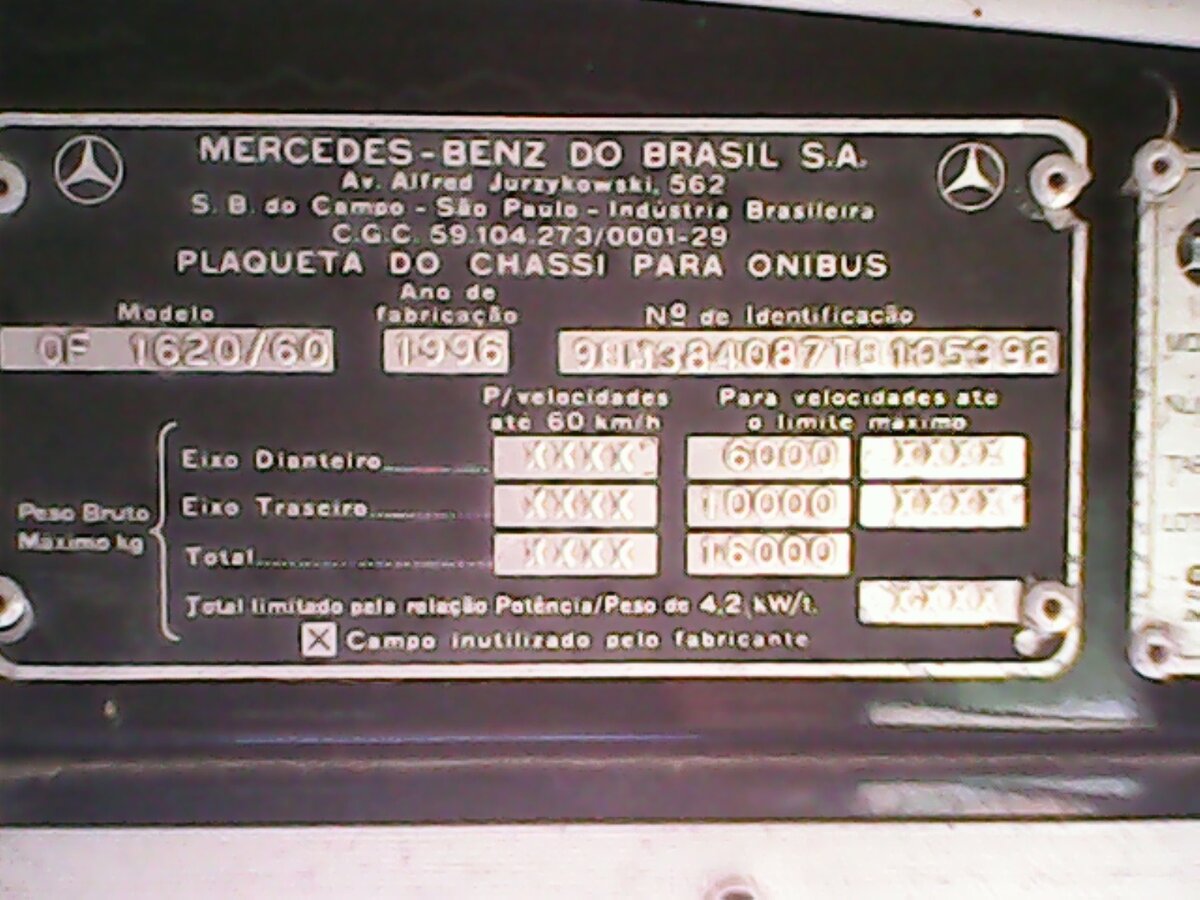 MERCEDES-BENZ DO BRASIL S.A.
Av. Alfred Jurzykowski, 562
S. B. do Campo - São Paulo - Indústria Brasileira
C.G.C. 59.104.273/0001-29
PLAQUETA DO CHASSI PARA ONIBUS
Modelo Ano de fabricação Nº de Identificação
OF 1620/60 1996
P/velocidades até 60 km/h Para velocidades até o limite máximo
Peso Bruto Máximo kg
Eixo Dianteiro XXXX 6000 XXXX
Eixo Traseiro XXXX 10000 XXXX
Total XXXX 16000
Total limitado pela relação Potência/Peso de 4,2 kW/t. XXXX
X Campo inutilizado pelo fabricante